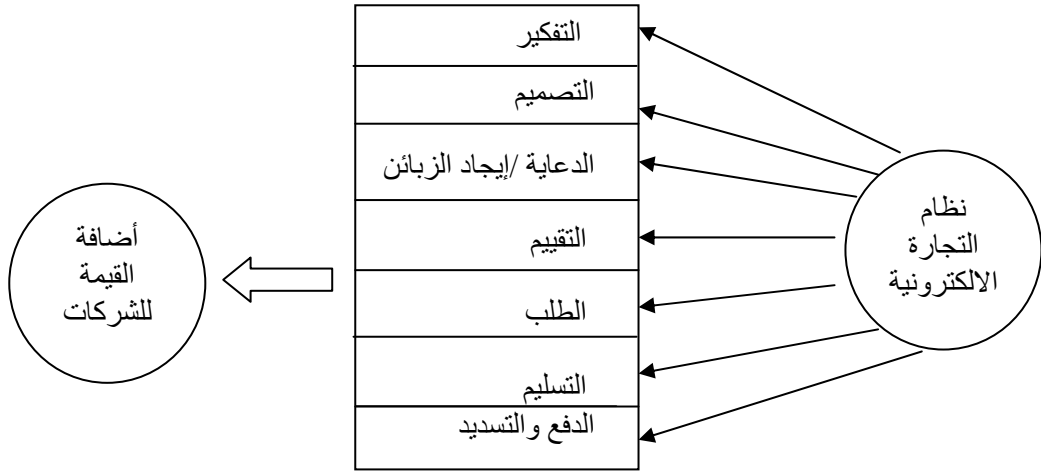 نظام
التجارة
الالكترونية
التفكير
التصميم
الدعاية /إيجاد الزبائن
التقييم
الطلب
التسليم
الدفع والتسديد
أضافة
القيمة
للشركات